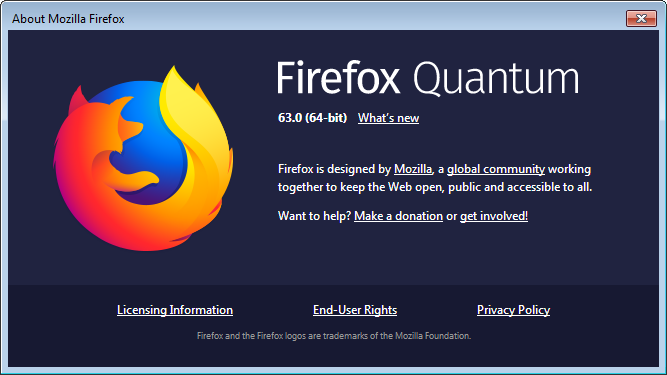 About Mozilla Firefox
Firefox Quantum
63.0 (64-bit) What's new
Firefox is designed by Mozilla, a global community working
together to keep the Web open, public and accessible to all.
Want to help? Make a donation or get involved!
Licensing Information End-User Rights Privacy Policy
Firefox and the Firefox logos are trademarks of the Mozilla Foundation.